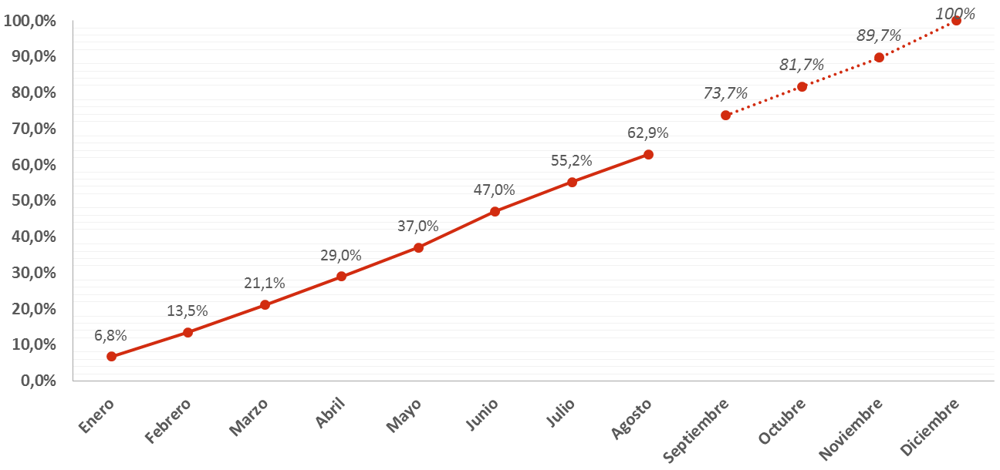 100,0%
90,0%
80,0%
70,0%
60,0%
50,0%
40,0%
30,0%
20,0%
10,0%
0,0%
6,8%
13,5%
21,1%
29,0%
37,0%
47,0%
55,2%
62,9%
73,7%
81,7%
89,7%
100%
Enero
Febrero
Marzo
Abril
Mayo
Junio
Julio
Agosto
Septiembre
Octubre
Noviembre
Diciembre